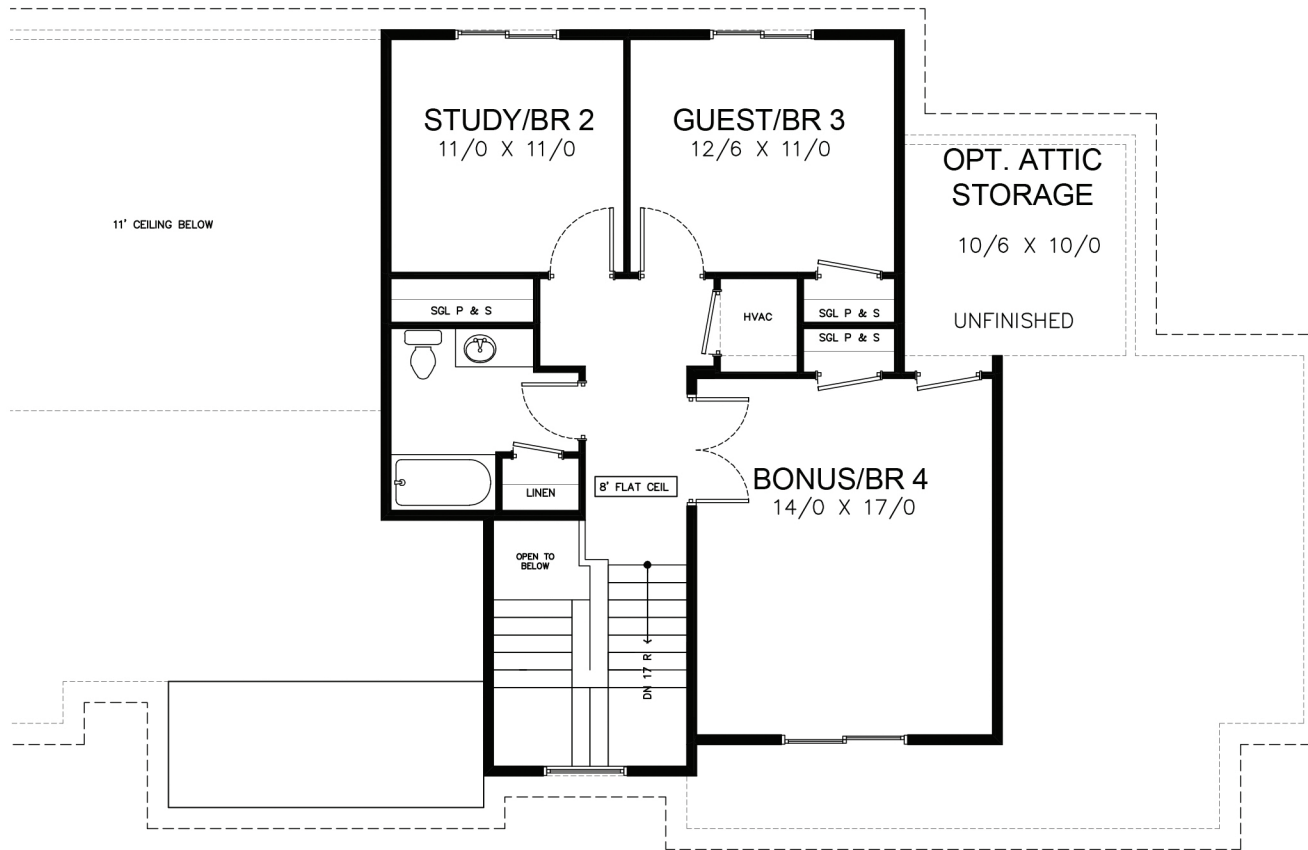 STUDY/BR 2
11/0 X 11/0
GUEST/BR 3
12/6 X 11/0
OPT. ATTIC
STORAGE
10/6 X 10/0
UNFINISHED
11' CEILING BELOW
SGL P & S
HVAC
SGL P & S
SGL P & S
LINEN
8' FLAT CEIL
BONUS/BR 4
14/0 X 17/0
OPEN TO
BELOW
DN 17 R